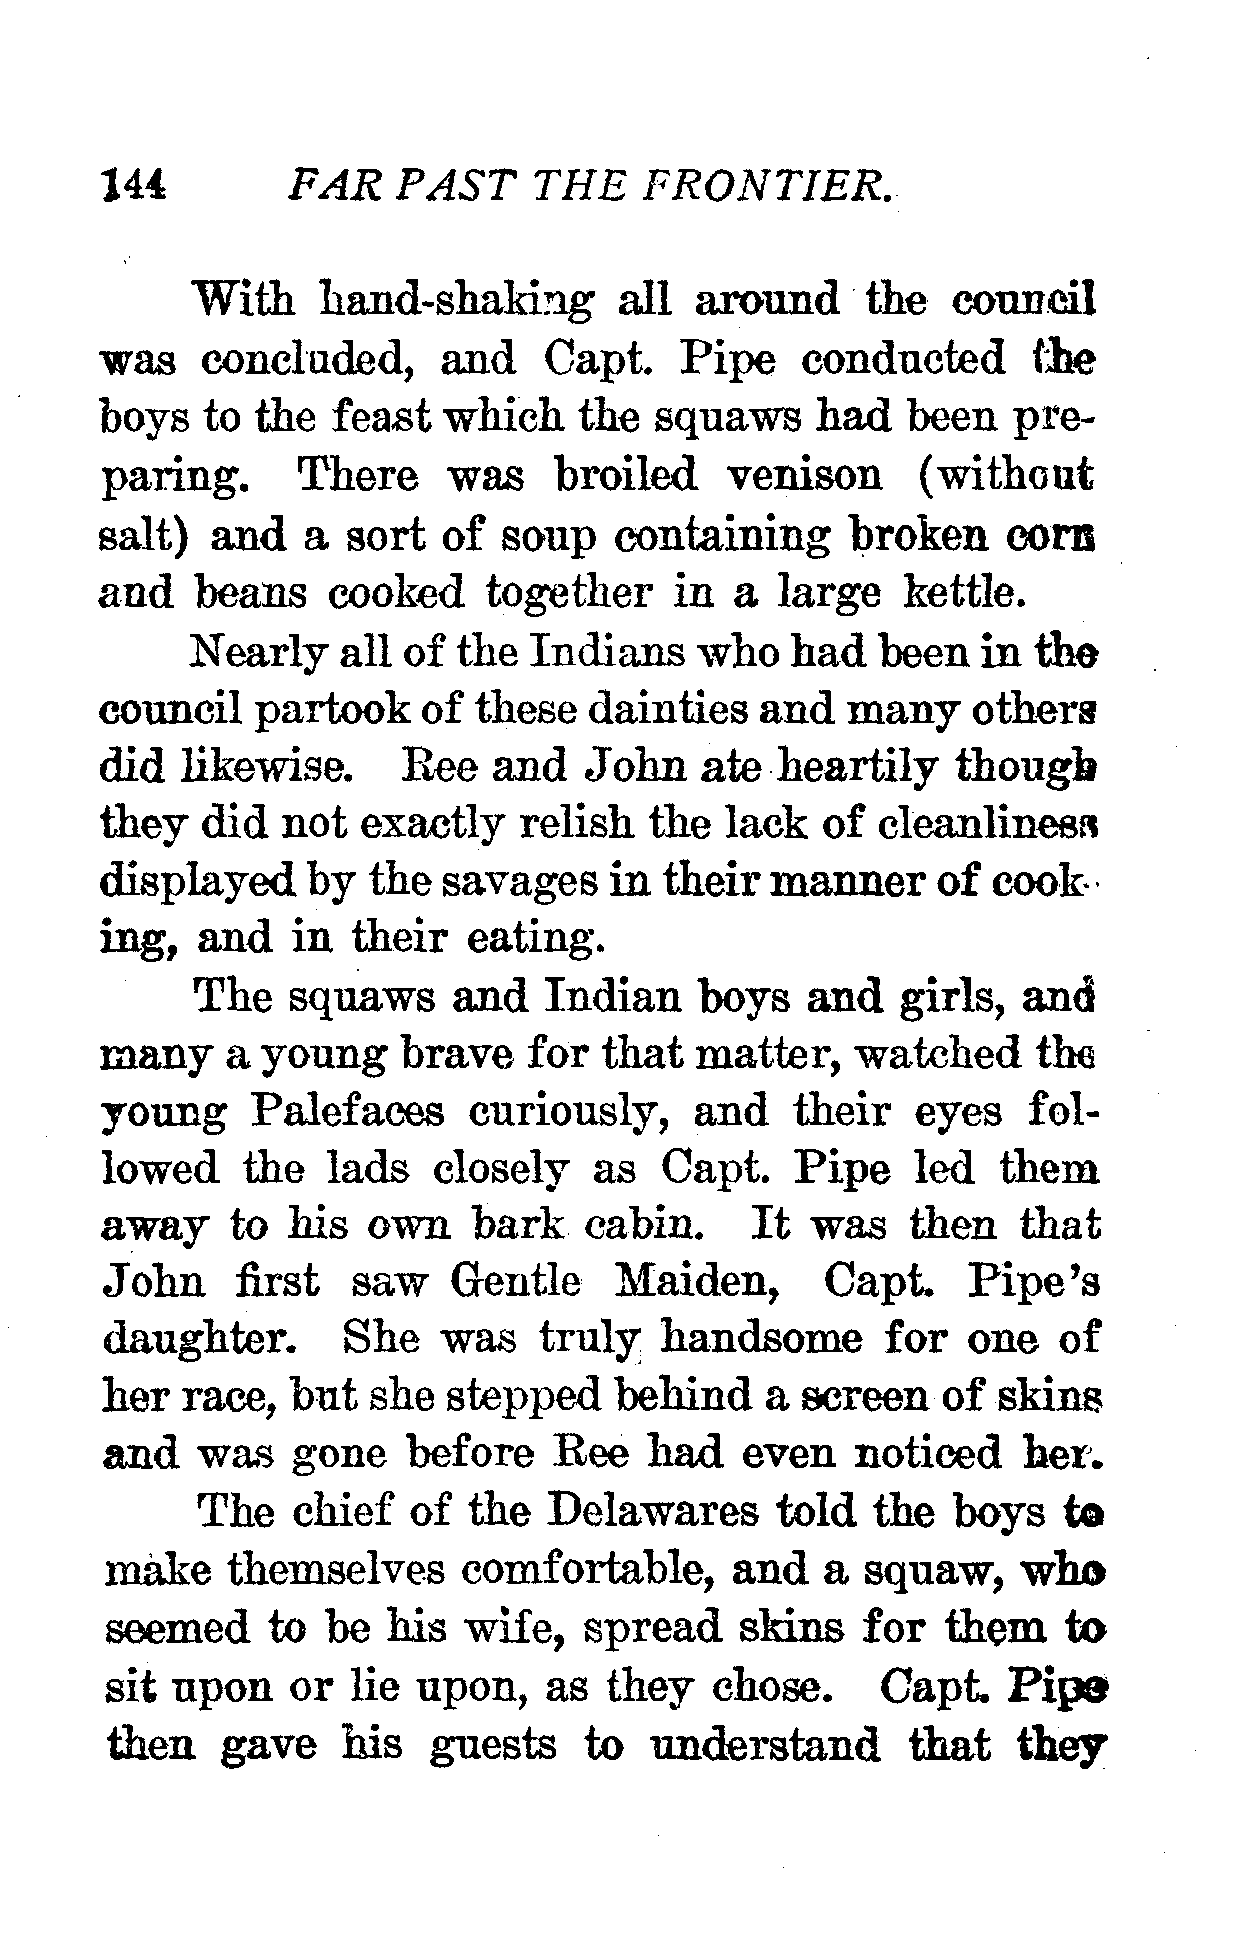 144 FAR PAST THE FRONTIER.
With hand-shaking all around the council
was concluded, and Capt. Pipe conducted the
boys to the feast which the squaws had been pre-
paring. There was broiled venison (without
salt) and a sort of soup containing broken corn
and beans cooked together in a large kettle.
Nearly all of the Indians who had been in the
council partook of these dainties and many others
did likewise. Ree and John ate heartily though
they did not exactly relish the lack of cleanliness
displayed by the savages in their manner of cook-
ing, and in their eating.
The squaws and Indian boys and girls, and
many a young brave for that matter, watched the
young Palefaces curiously, and their eyes fol-
lowed the lads closely as Capt. Pipe led them
away to his own bark cabin. It was then that
John first saw Gentle Maiden, Capt. Pipe's
daughter. She was truly handsome for one of
her race, but she stepped behind a screen of skins
and was gone before Ree had even noticed her.
The chief of the Delawares told the boys to
make themselves comfortable, and a squaw, who
seemed to be his wife, spread skins for them to
sit upon or lie upon, as they chose. Capt. Pipe
then gave his guests to understand that they